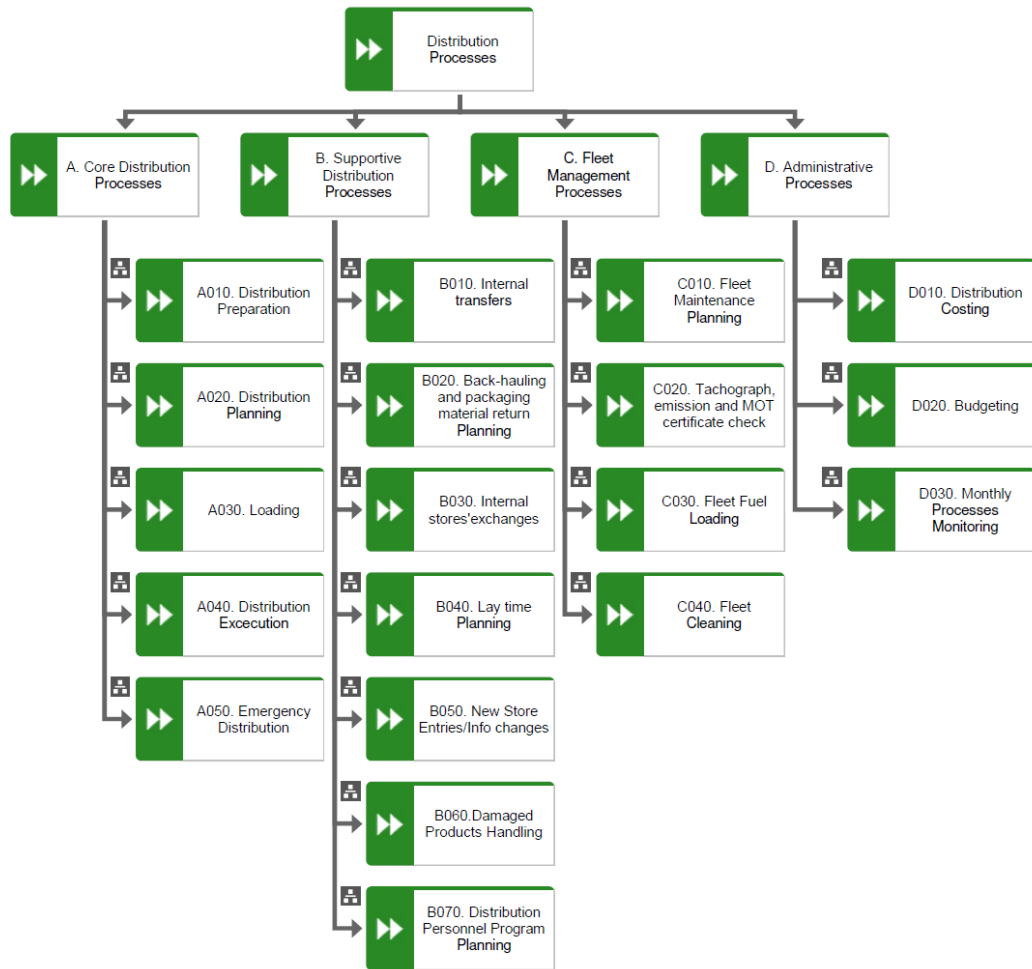 Distribution
Processes
A. Core Distribution
Processes
B. Supportive
Distribution
Processes
C. Fleet
Management
Processes
D. Administrative
Processes
A010. Distribution
Preparation
A020. Distribution
Planning
A030. Loading
A040. Distribution
Excecution
A050. Emergency
Distribution
B010. Internal
transfers
B020. Back-hauling
and packaging
material return
Planning
B030. Internal
stores'exchanges
B040. Lay time
Planning
B050. New Store
Entries/Info changes
B060.Damaged
Products Handling
B070. Distribution
Personnel Program
Planning
C010. Fleet
Maintenance
Planning
C020. Tachograph,
emission and MOT
certificate check
C030. Fleet Fuel
Loading
C040. Fleet
Cleaning
D010. Distribution
Costing
D020. Budgeting
D030. Monthly
Processes
Monitoring